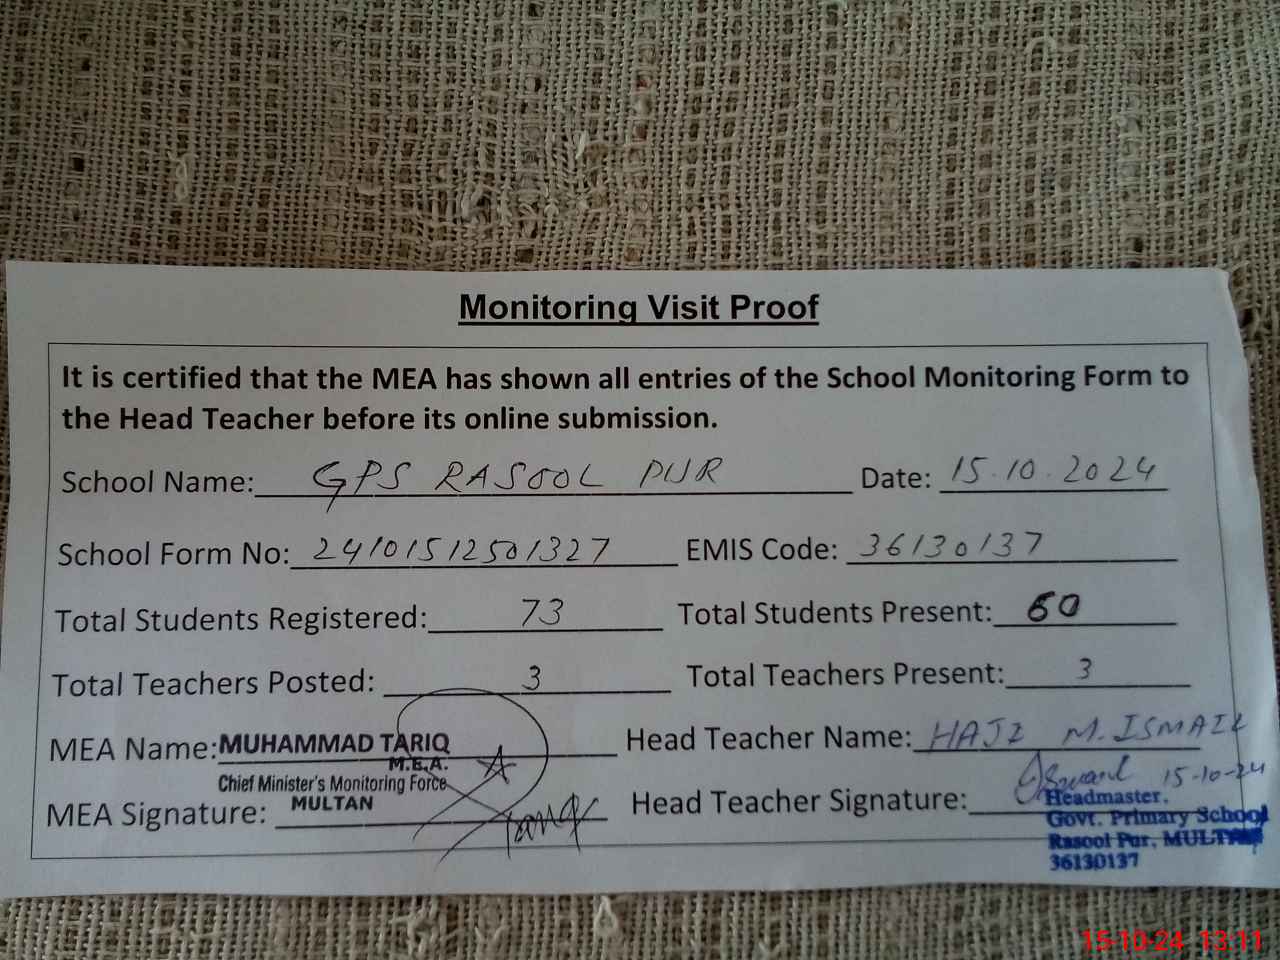 Monitoring Visit Proof
It is certified that the MEA has shown all entries of the School Monitoring Form to
the Head Teacher before its online submission.
School Name: GPS RASOOL PUR Date: 15.10.2024
School Form No: 24101512501327 EMIS Code: 36130137
Total Students Registered: 73 Total Students Present: 60
Total Teachers Posted: 3 Total Teachers Present: 3
MEA Name: MUHAMMAD TARIQ Head Teacher Name: HAJI M. ISMAIL
M.E.A.
Chief Minister's Monitoring Force
MULTAN
MEA Signature: Head Teacher Signature: 15-10-24
Headmaster.
Govt. Primary School
Rasool Pur, MULTAN
36130137
15-10-24 13:11